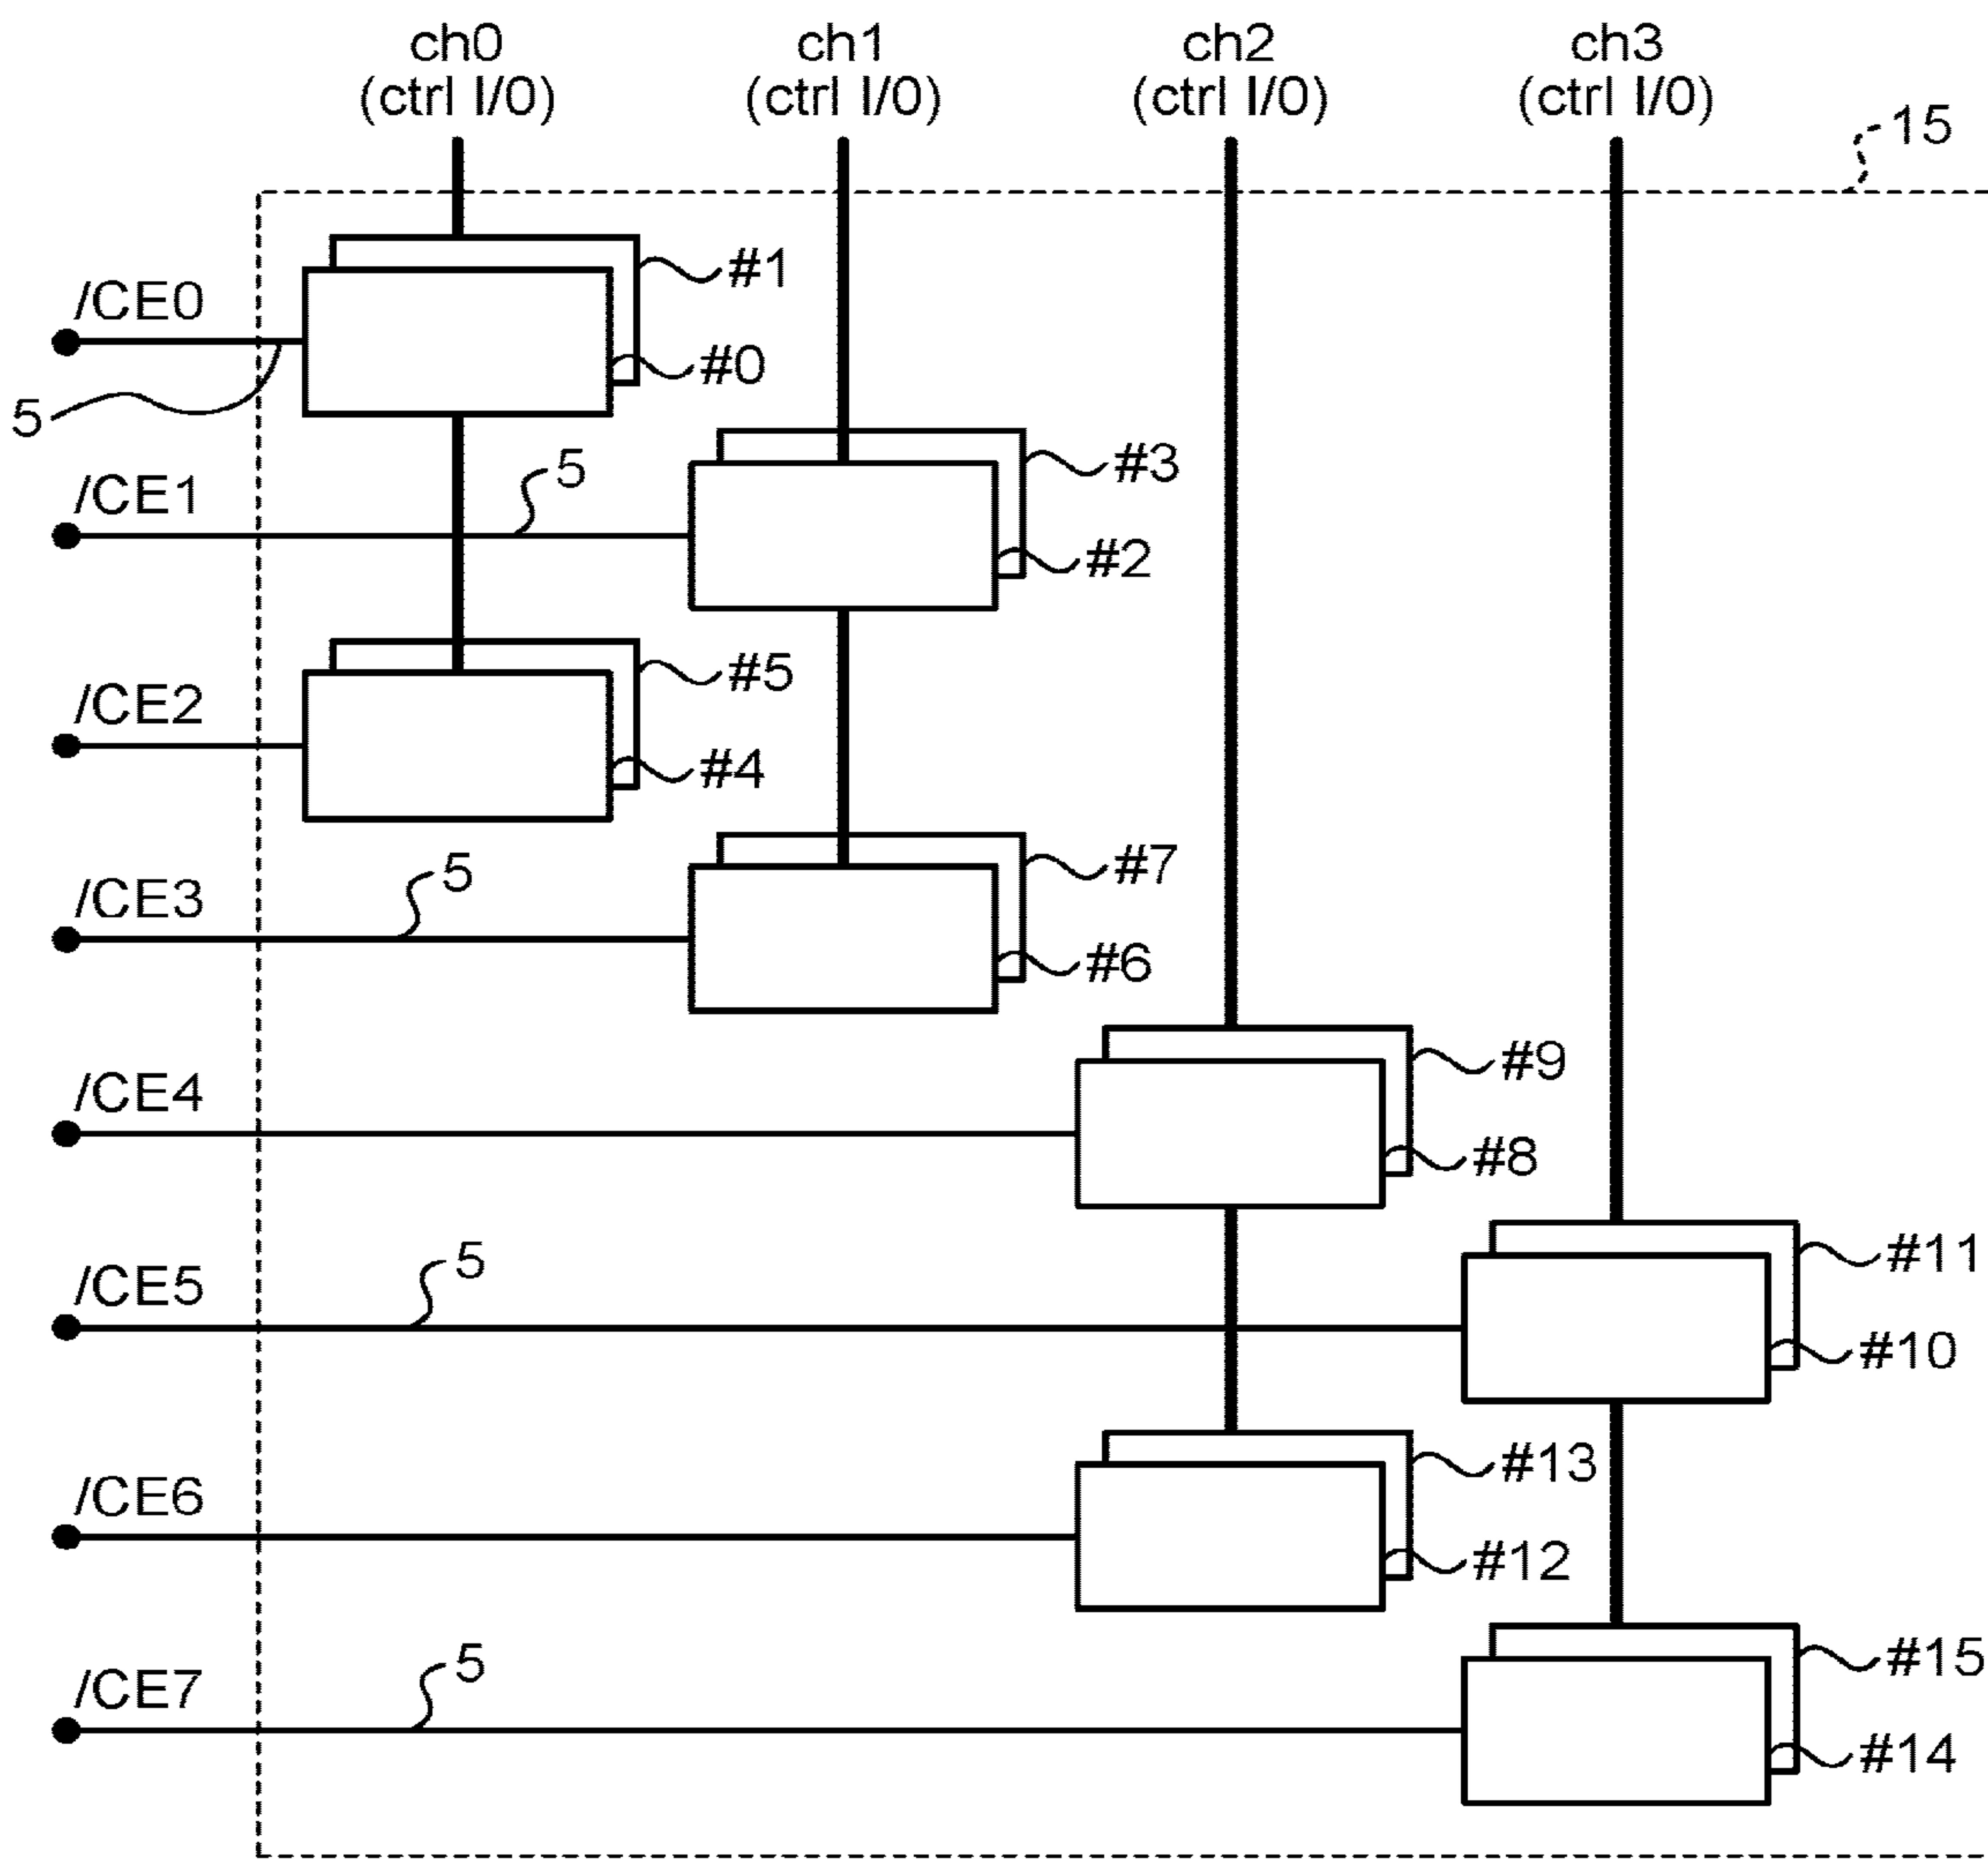 ch0
(ctrl I/0)
ch1
(ctrl I/0)
ch2
(ctrl I/0)
ch3
(ctrl I/0)
15
#1
/CE0
#0
5
#3
/CE1
5
#2
#5
/CE2
#4
#7
/CE3
5
#6
#9
/CE4
#8
#11
/CE5
5
#10
#13
/CE6
#12
#15
/CE7
5
#14